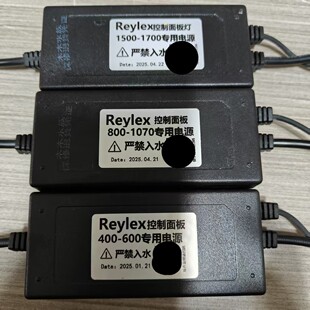 Reylex控制面板灯
1500-1700专用电源
严禁入水
Date: 2025.04.22
Reylex控制面板
800-1070专用电源
严禁入水
Date: 2025.04.21
Reylex控制面板
400-600专用电源
严禁入水
Date: 2025.01.21